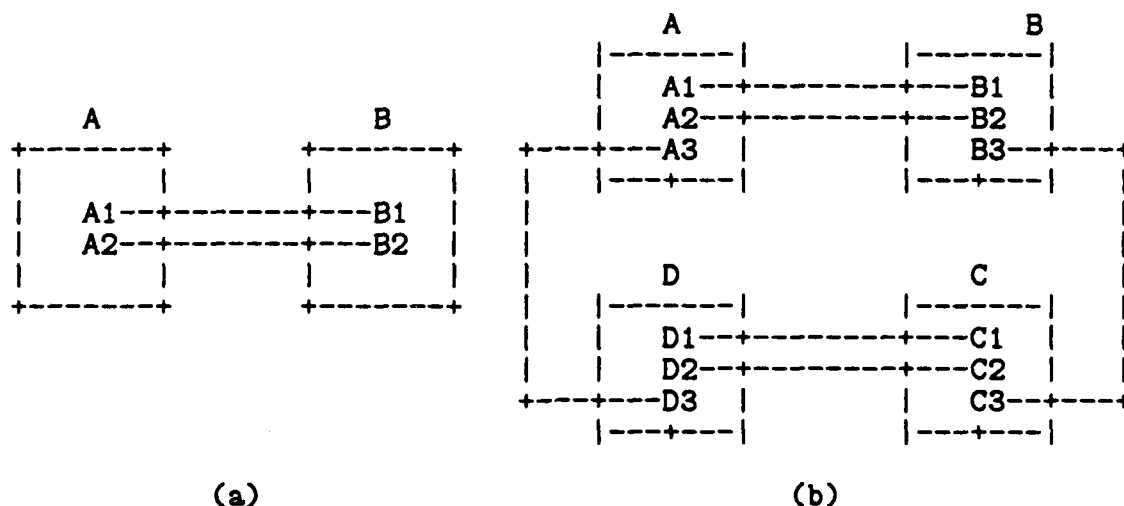 A B
A1 B1
A2 B2
(a)
A B
A1 B1
A2 B2
A3 B3
D C
D1 C1
D2 C2
D3 C3
(b)